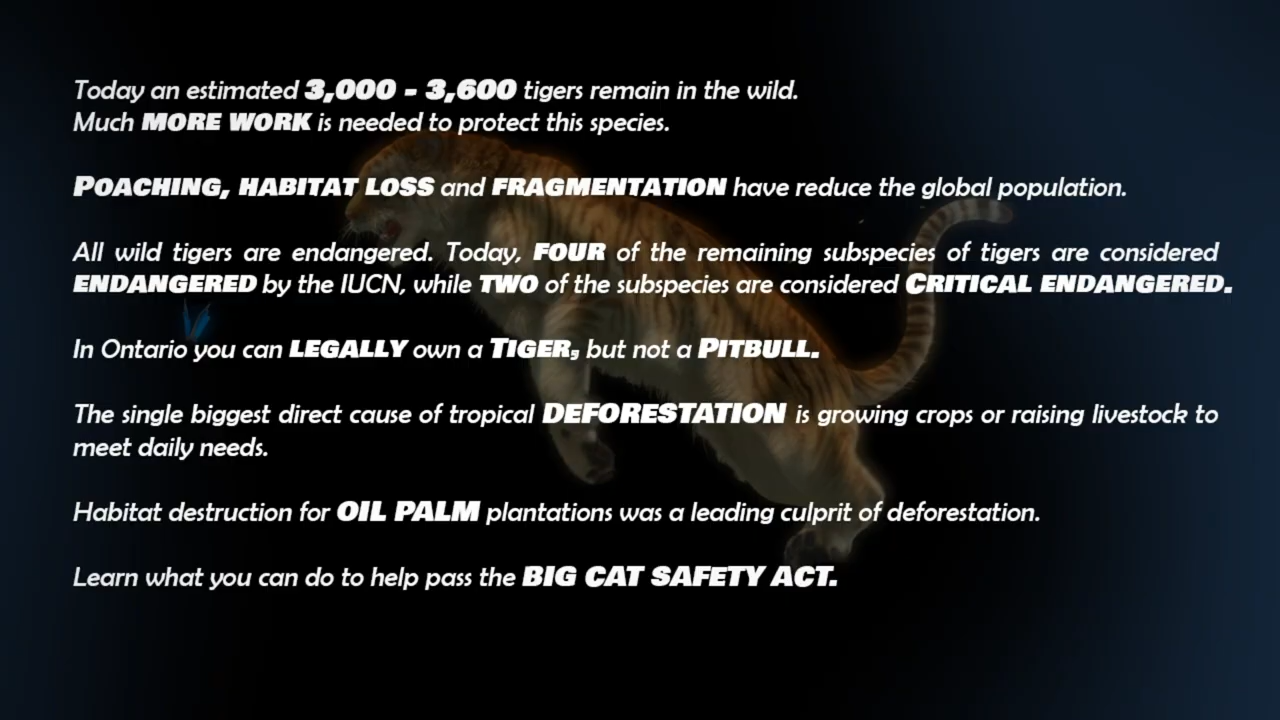 Today an estimated 3,000 - 3,600 tigers remain in the wild.
Much MORE WORK is needed to protect this species.
POACHING, HABITAT LOSS and FRAGMENTATION have reduce the global population.
All wild tigers are endangered. Today, FOUR of the remaining subspecies of tigers are considered
ENDANGERED by the IUCN, while TWO of the subspecies are considered CRITICAL ENDANGERED.
In Ontario you can LEGALLY own a TIGER, but not a PITBULL.
The single biggest direct cause of tropical DEFORESTATION is growing crops or raising livestock to
meet daily needs.
Habitat destruction for OIL PALM plantations was a leading culprit of deforestation.
Learn what you can do to help pass the BIG CAT SAFETY ACT.